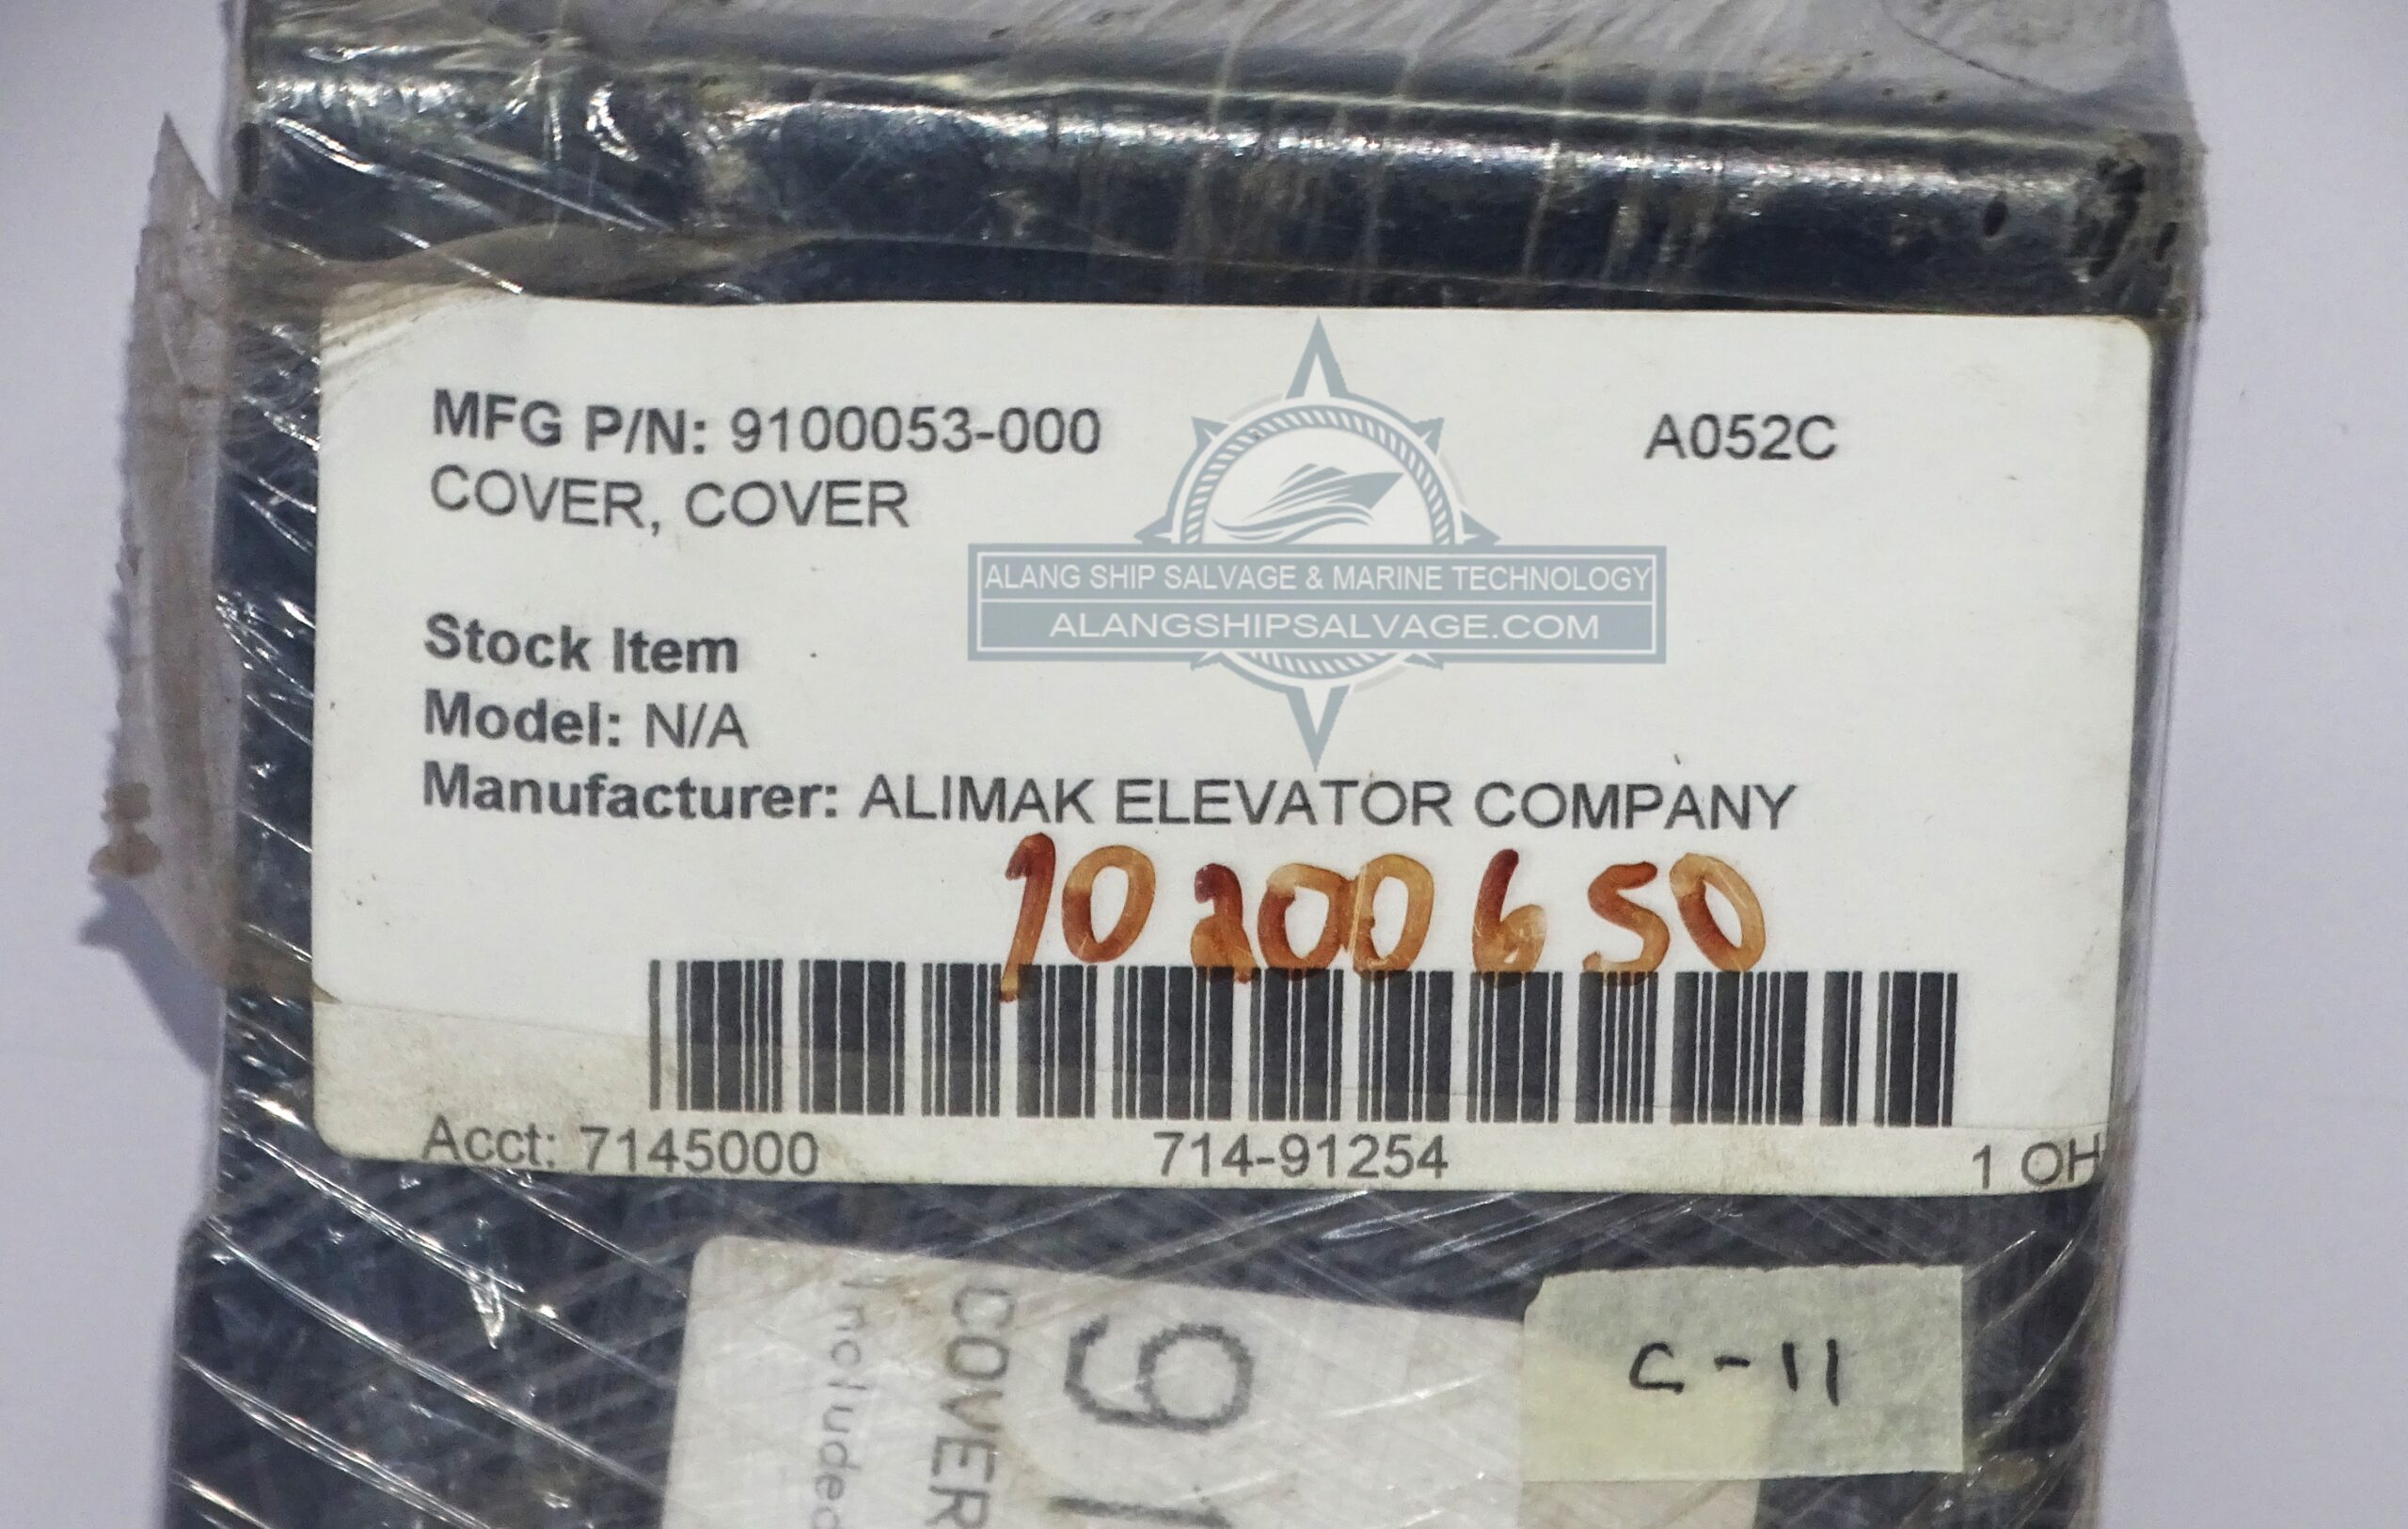 MFG P/N: 9100053-000
A052C
COVER, COVER
ALANG SHIP SALVAGE & MARINE TECHNOLOGY
ALANGSHIPSALVAGE.COM
Stock Item
Model: N/A
Manufacturer: ALIMAK ELEVATOR COMPANY
10200650
Acct: 7145000
714-91254
1 OH
91
COVER
Included
C-11